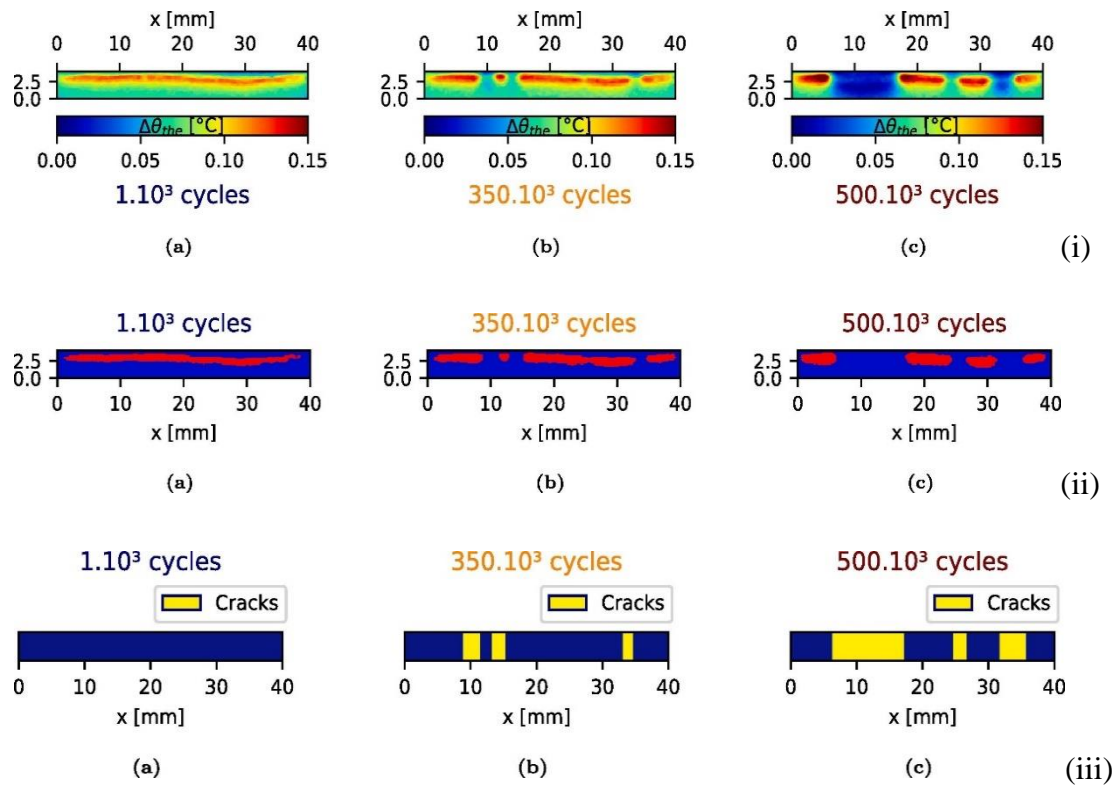 x [mm] x [mm] x [mm]
0 10 20 30 40 0 10 20 30 40 0 10 20 30 40
2.5 2.5 2.5
0.0 0.0 0.0
Δθthe [°C] Δθthe [°C] Δθthe [°C]
0.00 0.05 0.10 0.15 0.00 0.05 0.10 0.15 0.00 0.05 0.10 0.15
1.10³ cycles 350.10³ cycles 500.10³ cycles
(a) (b) (c) (i)
1.10³ cycles 350.10³ cycles 500.10³ cycles
2.5 2.5 2.5
0.0 0.0 0.0
0 10 20 30 40 0 10 20 30 40 0 10 20 30 40
x [mm] x [mm] x [mm]
(a) (b) (c) (ii)
1.10³ cycles 350.10³ cycles 500.10³ cycles
Cracks Cracks Cracks
0 10 20 30 40 0 10 20 30 40 0 10 20 30 40
x [mm] x [mm] x [mm]
(a) (b) (c) (iii)